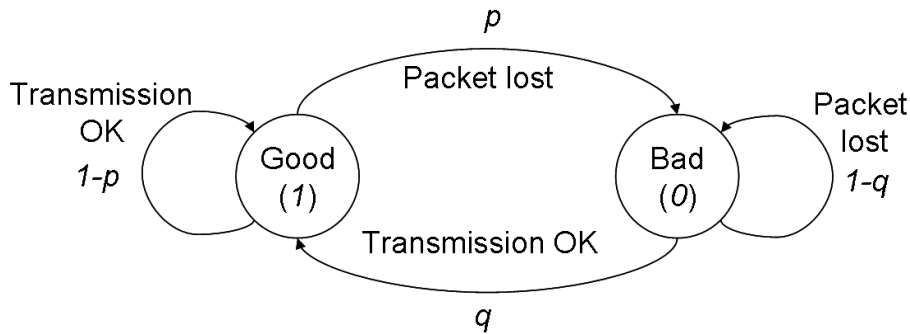 p
Packet lost
Transmission
OK
1-p
Good
(1)
Bad
(0)
Packet
lost
1-q
Transmission OK
q